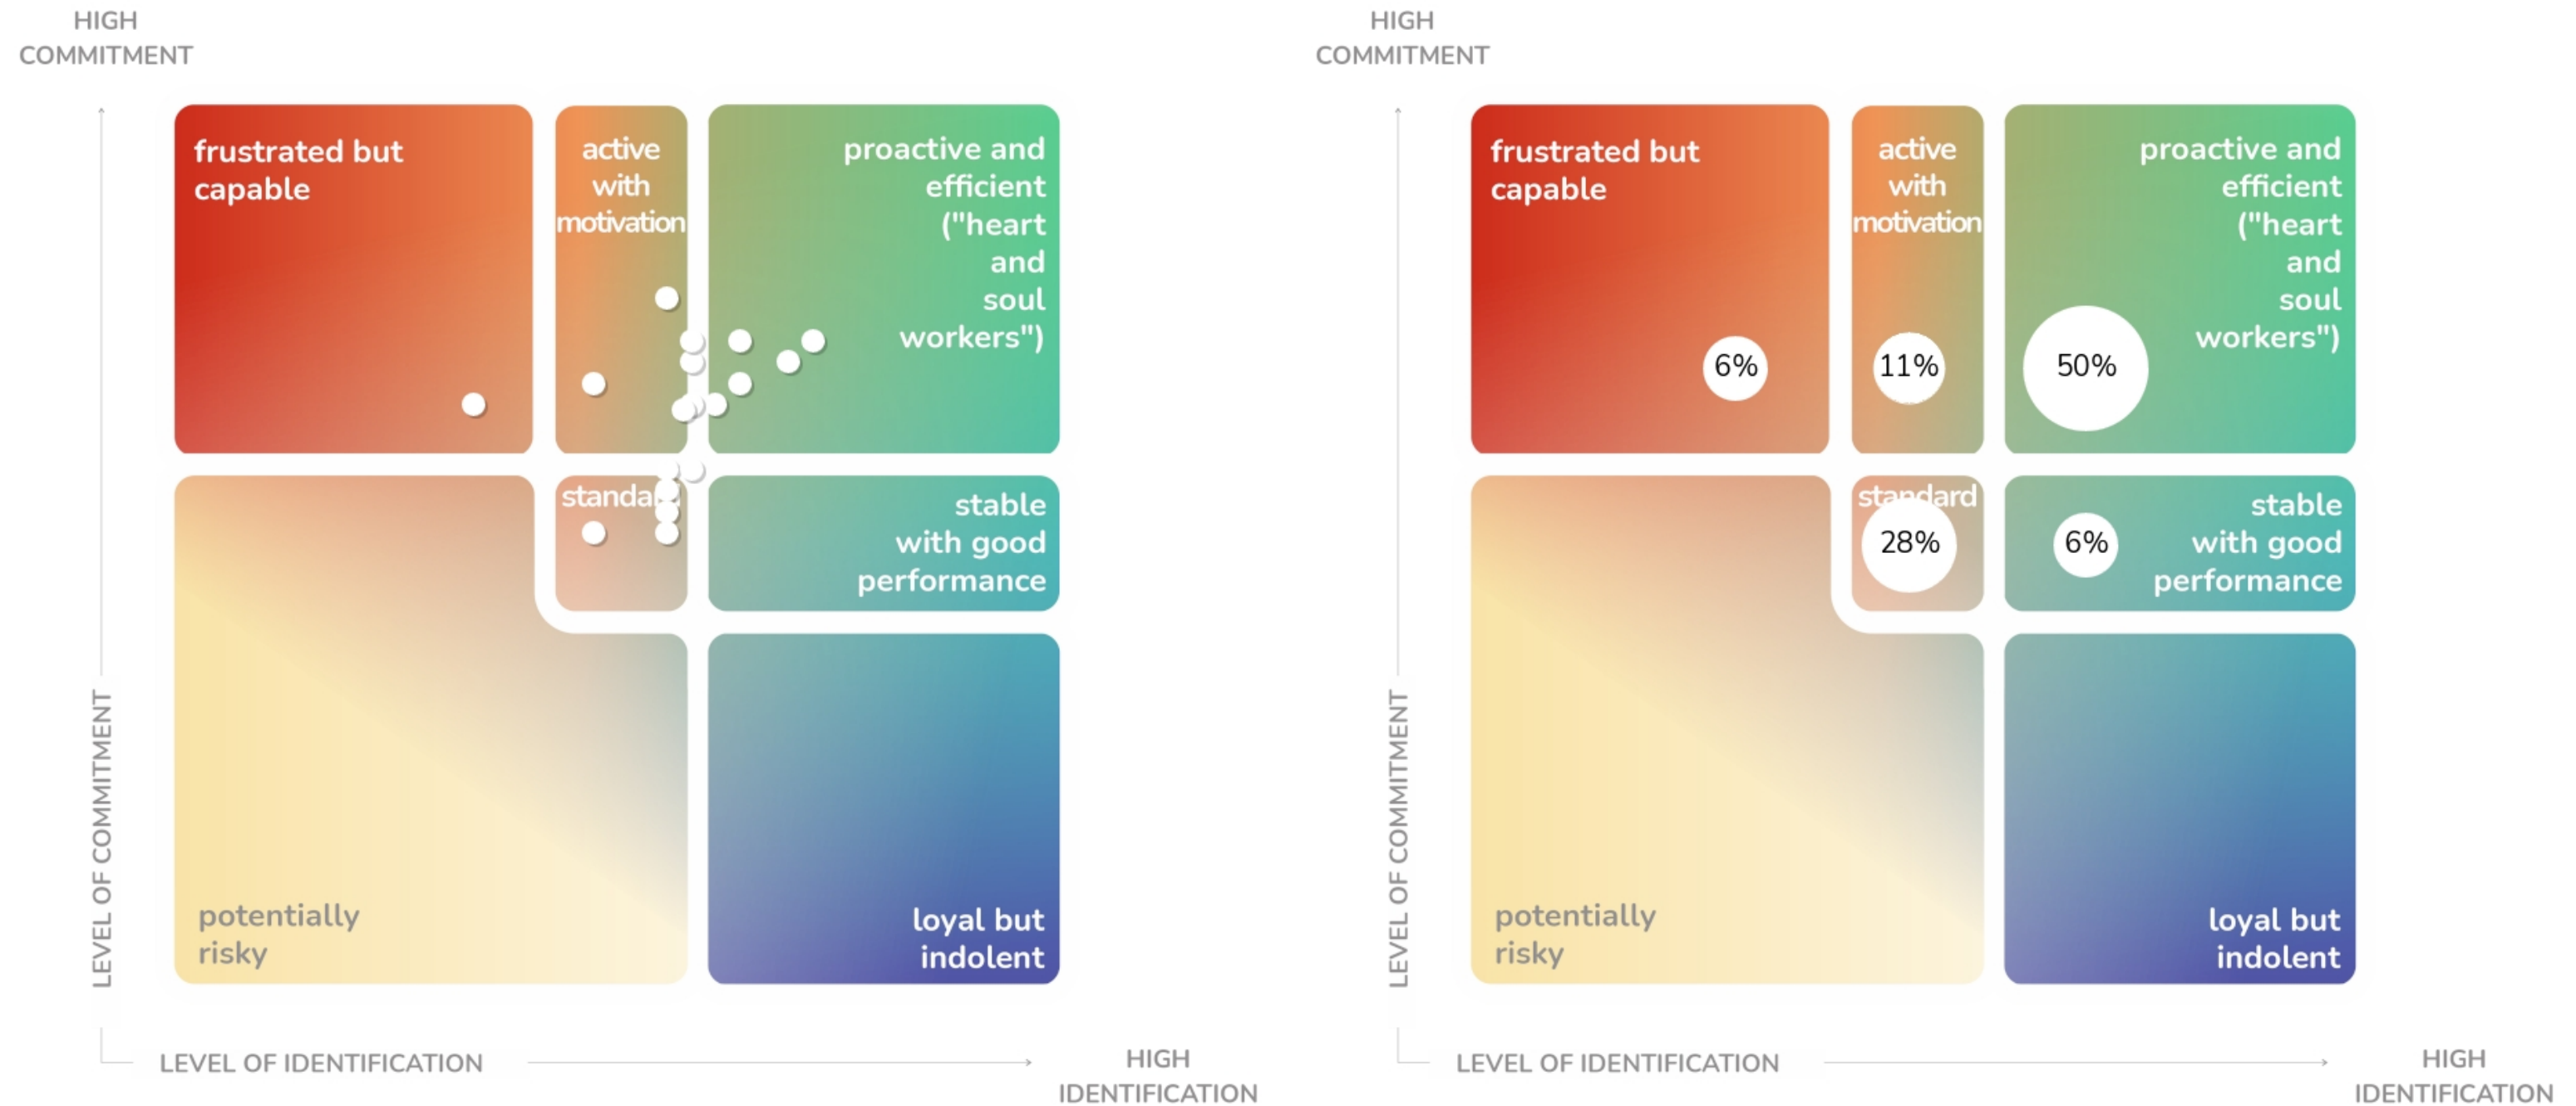 HIGH
COMMITMENT
frustrated but
capable
active
with
motivation
proactive and
efficient
("heart
and
soul
workers")
stable
with good
performance
potentially
risky
loyal but
indolent
LEVEL OF COMMITMENT
LEVEL OF IDENTIFICATION
HIGH
IDENTIFICATION
HIGH
COMMITMENT
frustrated but
capable
active
with
motivation
proactive and
efficient
("heart
and
soul
workers")
6%
11%
50%
standard
28%
6%
stable
with good
performance
potentially
risky
loyal but
indolent
LEVEL OF COMMITMENT
LEVEL OF IDENTIFICATION
HIGH
IDENTIFICATION